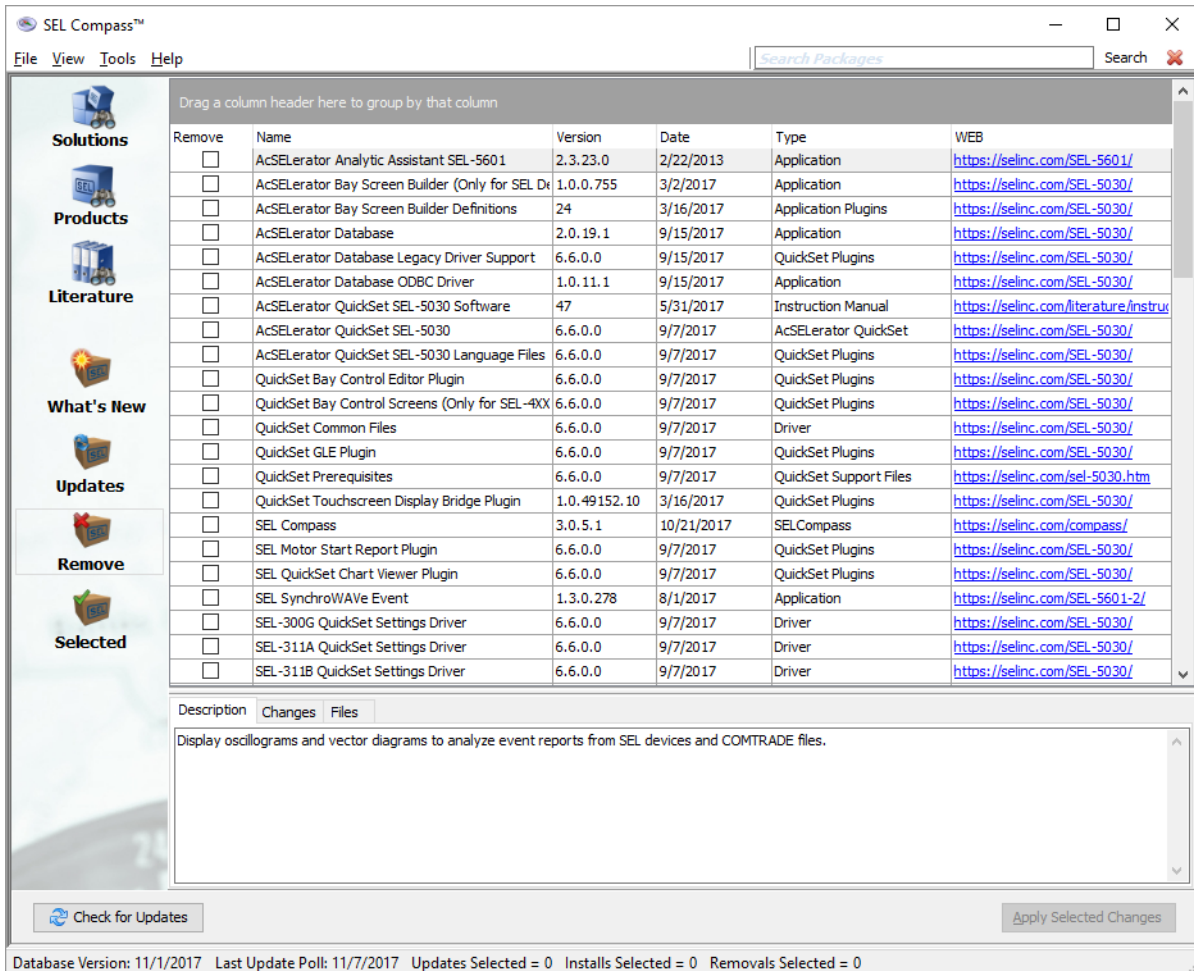 SEL Compass™
File View Tools Help Search Packages Search
Solutions
Products
Literature
What's New
Updates
Remove
Selected
Drag a column header here to group by that column
Remove Name Version Date Type WEB
AcSELerator Analytic Assistant SEL-5601 2.3.23.0 2/22/2013 Application https://selinc.com/SEL-5601/
AcSELerator Bay Screen Builder (Only for SEL De 1.0.0.755 3/2/2017 Application https://selinc.com/SEL-5030/
AcSELerator Bay Screen Builder Definitions 24 3/16/2017 Application Plugins https://selinc.com/SEL-5030/
AcSELerator Database 2.0.19.1 9/15/2017 Application https://selinc.com/SEL-5030/
AcSELerator Database Legacy Driver Support 6.6.0.0 9/15/2017 QuickSet Plugins https://selinc.com/SEL-5030/
AcSELerator Database ODBC Driver 1.0.11.1 9/15/2017 Application https://selinc.com/SEL-5030/
AcSELerator QuickSet SEL-5030 Software 47 5/31/2017 Instruction Manual https://selinc.com/literature/instruc
AcSELerator QuickSet SEL-5030 6.6.0.0 9/7/2017 AcSELerator QuickSet https://selinc.com/SEL-5030/
AcSELerator QuickSet SEL-5030 Language Files 6.6.0.0 9/7/2017 QuickSet Plugins https://selinc.com/SEL-5030/
QuickSet Bay Control Editor Plugin 6.6.0.0 9/7/2017 QuickSet Plugins https://selinc.com/SEL-5030/
QuickSet Bay Control Screens (Only for SEL-4XX 6.6.0.0 9/7/2017 QuickSet Plugins https://selinc.com/SEL-5030/
QuickSet Common Files 6.6.0.0 9/7/2017 Driver https://selinc.com/SEL-5030/
QuickSet GLE Plugin 6.6.0.0 9/7/2017 QuickSet Plugins https://selinc.com/SEL-5030/
QuickSet Prerequisites 6.6.0.0 9/7/2017 QuickSet Support Files https://selinc.com/sel-5030.htm
QuickSet Touchscreen Display Bridge Plugin 1.0.49152.10 3/16/2017 QuickSet Plugins https://selinc.com/SEL-5030/
SEL Compass 3.0.5.1 10/21/2017 SELCompass https://selinc.com/compass/
SEL Motor Start Report Plugin 6.6.0.0 9/7/2017 QuickSet Plugins https://selinc.com/SEL-5030/
SEL QuickSet Chart Viewer Plugin 6.6.0.0 9/7/2017 QuickSet Plugins https://selinc.com/SEL-5030/
SEL SynchroWAVe Event 1.3.0.278 8/1/2017 Application https://selinc.com/SEL-5601-2/
SEL-300G QuickSet Settings Driver 6.6.0.0 9/7/2017 Driver https://selinc.com/SEL-5030/
SEL-311A QuickSet Settings Driver 6.6.0.0 9/7/2017 Driver https://selinc.com/SEL-5030/
SEL-311B QuickSet Settings Driver 6.6.0.0 9/7/2017 Driver https://selinc.com/SEL-5030/
Description Changes Files
Display oscillograms and vector diagrams to analyze event reports from SEL devices and COMTRADE files.
Check for Updates Apply Selected Changes
Database Version: 11/1/2017 Last Update Poll: 11/7/2017 Updates Selected = 0 Installs Selected = 0 Removals Selected = 0